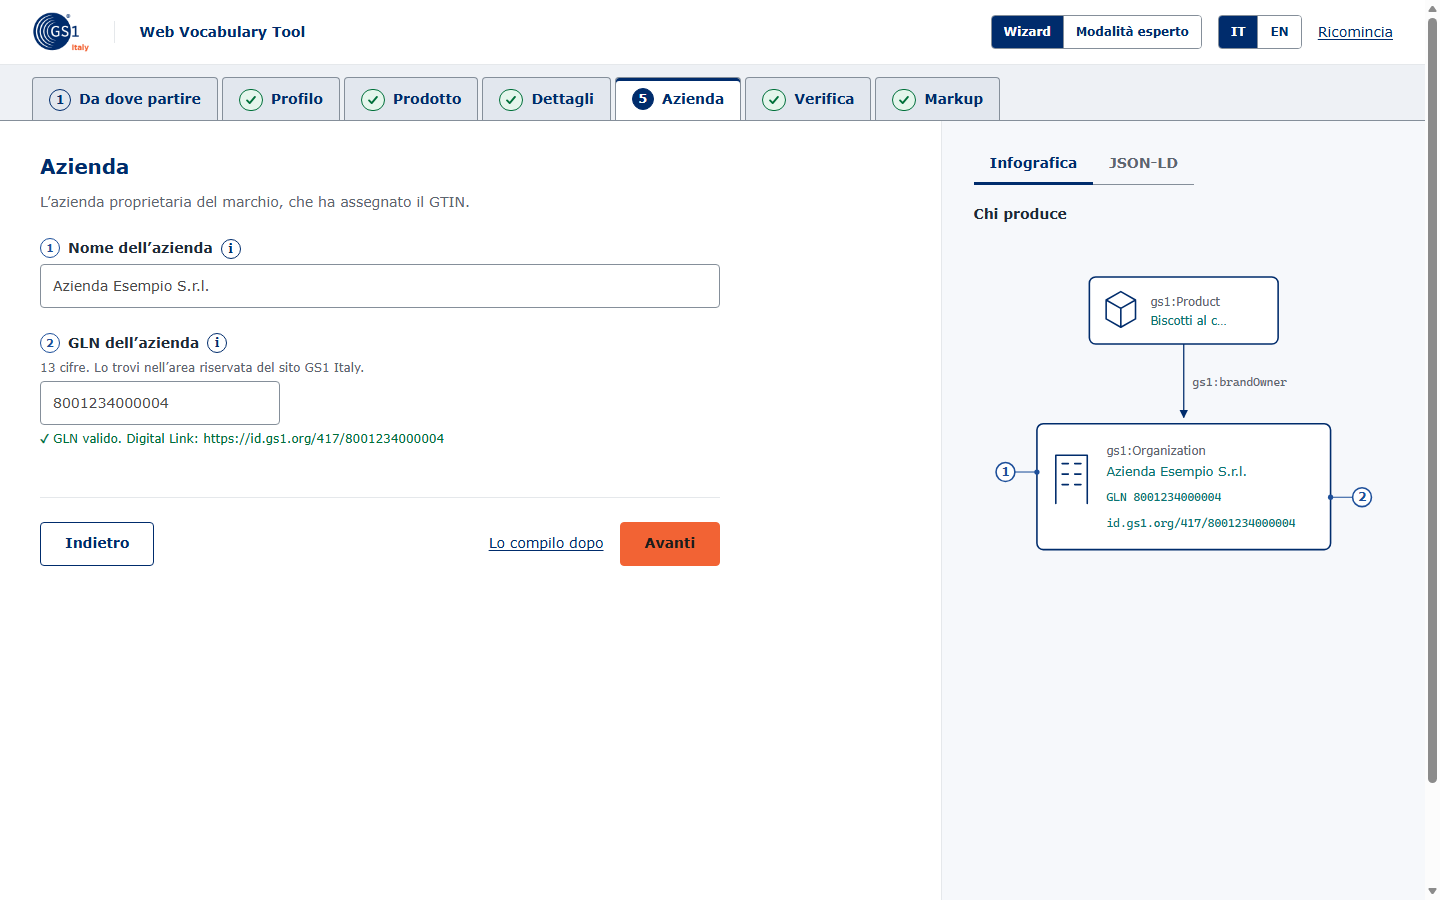 GS1 Italy
Web Vocabulary Tool
Wizard
Modalità esperto
IT
EN
Ricomincia
1 Da dove partire
Profilo
Prodotto
Dettagli
5 Azienda
Verifica
Markup
Azienda
L’azienda proprietaria del marchio, che ha assegnato il GTIN.
1 Nome dell’azienda i
Azienda Esempio S.r.l.
2 GLN dell’azienda i
13 cifre. Lo trovi nell’area riservata del sito GS1 Italy.
8001234000004
✓ GLN valido. Digital Link: https://id.gs1.org/417/8001234000004
Indietro
Lo compilo dopo
Avanti
Infografica
JSON-LD
Chi produce
gs1:Product
Biscotti al c...
gs1:brandOwner
gs1:Organization
Azienda Esempio S.r.l.
1
GLN 8001234000004
2
id.gs1.org/417/8001234000004